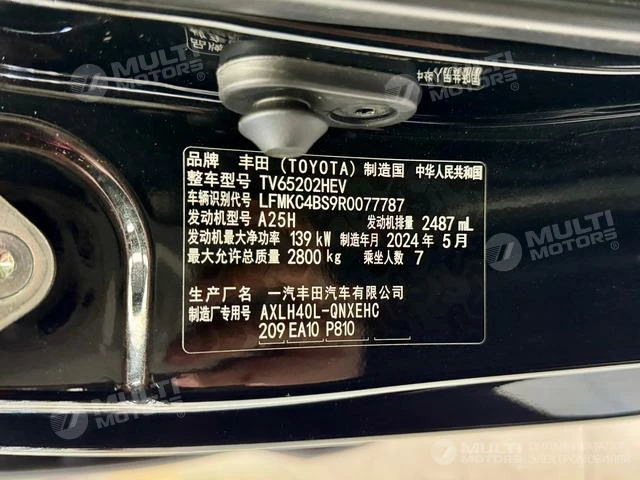 MULTI
MOTORS®
MULTI
MOTORS®
品牌 丰田 (TOYOTA) 制造国 中华人民共和国
整车型号 TV65202HEV
车辆识别代号 LFMKC4BS9R0077787
发动机型号 A25H 发动机排量 2487 mL
发动机最大净功率 139 kW 制造年月 2024 年 5 月
最大允许总质量 2800 kg 乘坐人数 7
生产厂名 一汽丰田汽车有限公司
制造厂专用号 AXLH40L-QNXEHC
209 EA10 P810
MULTI
MOTORS®
MULTI
MOTORS®
MULTI
MOTORS